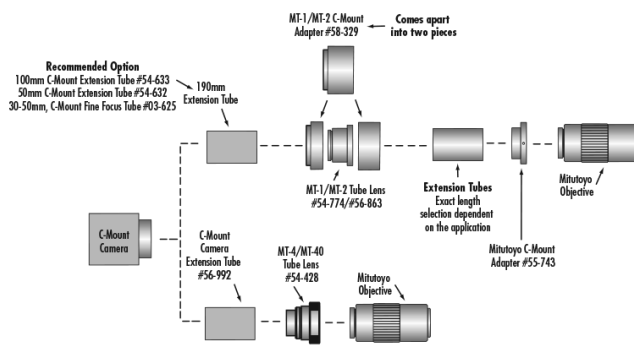 MT-1/MT-2 C-Mount
Adapter #58-329
Comes apart
into two pieces
Recommended Option
100mm C-Mount Extension Tube #54-633
50mm C-Mount Extension Tube #54-632
30-50mm, C-Mount Fine Focus Tube #03-625
190mm
Extension Tube
MT-1/MT-2 Tube Lens
#54-774/#56-863
Extension Tubes
Exact length
selection dependent
on the application
Mitutoyo
Objective
Mitutoyo C-Mount
Adapter #55-743
C-Mount
Camera
C-Mount
Camera
Extension Tube
#56-992
MT-4/MT-40
Tube Lens
#54-428
Mitutoyo
Objective